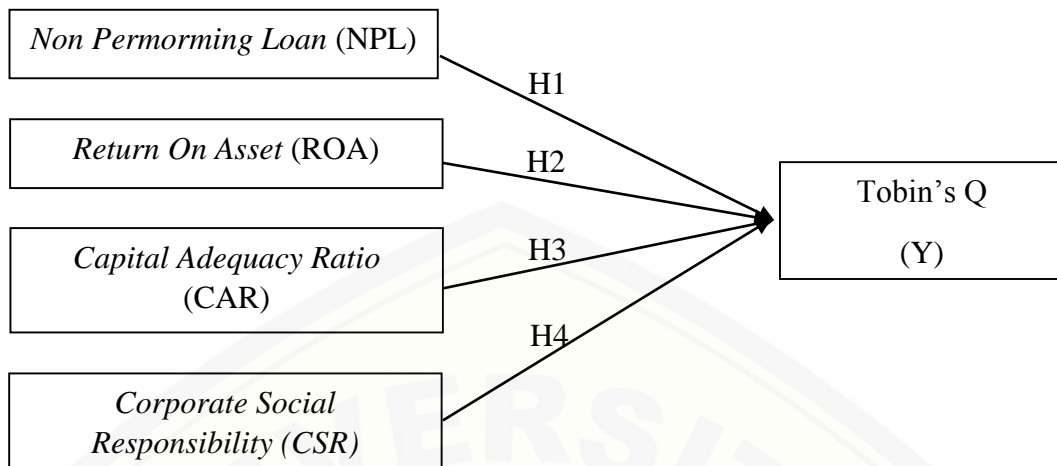 Non Permorming Loan (NPL)
H1
Return On Asset (ROA)
H2
Tobin's Q
(Y)
Capital Adequacy Ratio
(CAR)
H3
H4
Corporate Social
Responsibility (CSR)